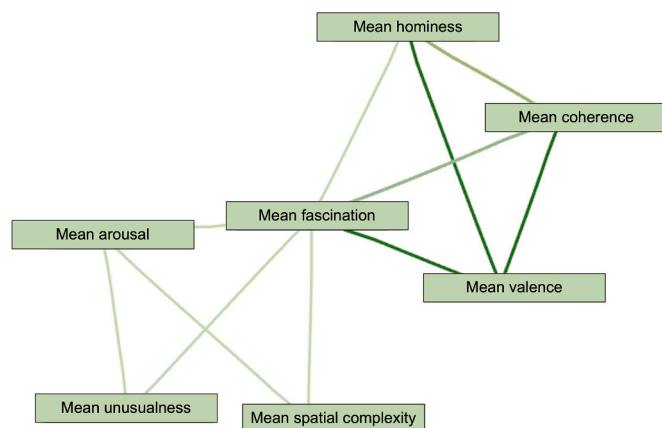 Mean hominess
Mean coherence
Mean fascination
Mean arousal
Mean valence
Mean unusualness
Mean spatial complexity